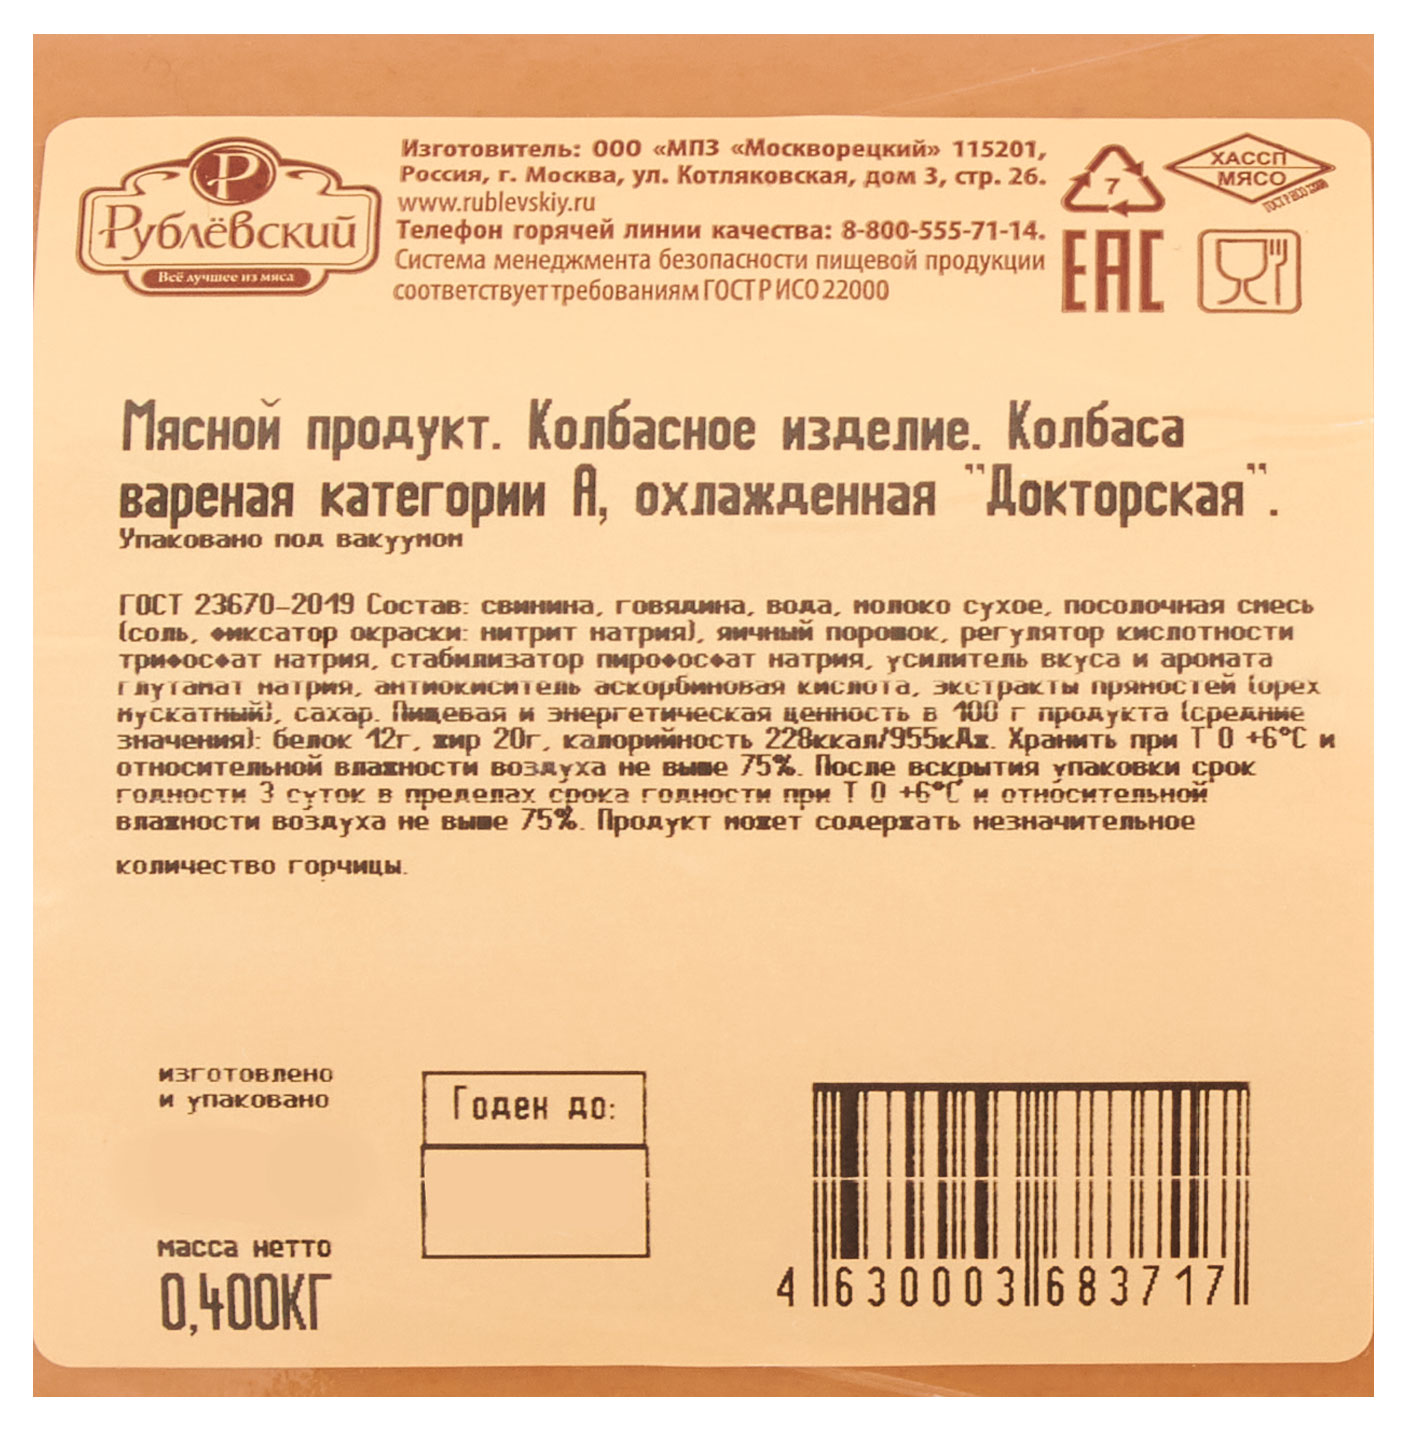 Рублёвский
Всё лучшее из мяса
Изготовитель: ООО «МПЗ «Москворецкий» 115201,
Россия, г. Москва, ул. Котляковская, дом 3, стр. 26.
www.rublevskiy.ru
Телефон горячей линии качества: 8-800-555-71-14.
Система менеджмента безопасности пищевой продукции
соответствует требованиям ГОСТ Р ИСО 22000
7
ХАССП
МЯСО
ГОСТ Р ИСО 22000
ЕАС
Мясной продукт. Колбасное изделие. Колбаса
вареная категории А, охлажденная "Докторская".
Упаковано под вакуумом
ГОСТ 23670-2019 Состав: свинина, говядина, вода, молоко сухое, посолочная смесь
(соль, фиксатор окраски: нитрит натрия), яичный порошок, регулятор кислотности
трифосфат натрия, стабилизатор пирофосфат натрия, усилитель вкуса и аромата
глутамат натрия, антиокиситель аскорбиновая кислота, экстракты пряностей (орех
мускатный), сахар. Пищевая и энергетическая ценность в 100 г продукта (средние
значения): белок 12г, жир 20г, калорийность 228ккал/955кДж. Хранить при Т 0 +6°С и
относительной влажности воздуха не выше 75%. После вскрытия упаковки срок
годности 3 суток в пределах срока годности при Т 0 +6°С и относительной
влажности воздуха не выше 75%. Продукт может содержать незначительное
количество горчицы.
изготовлено
и упаковано
Годен до:
масса нетто
0,400КГ
4 630003 683717